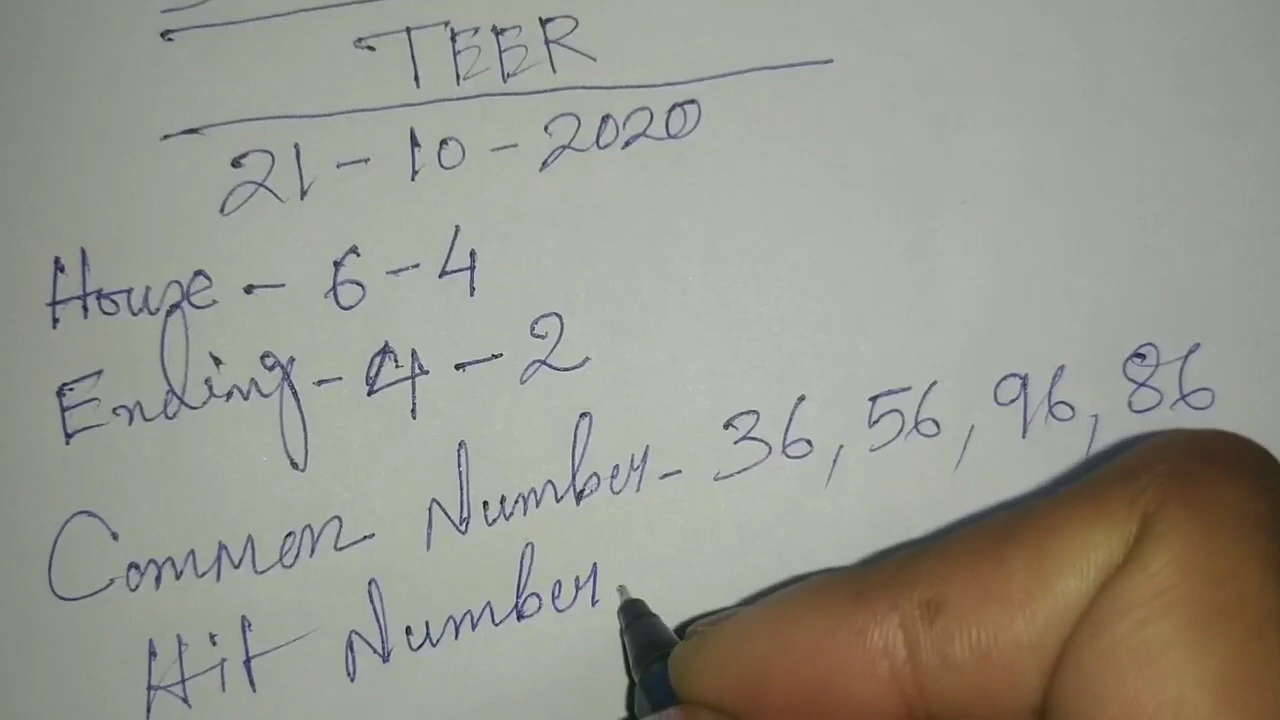 TEER
21-10-2020
House - 6-4
Ending - 4-2
Common Number - 36, 56, 96, 86
Hit Number